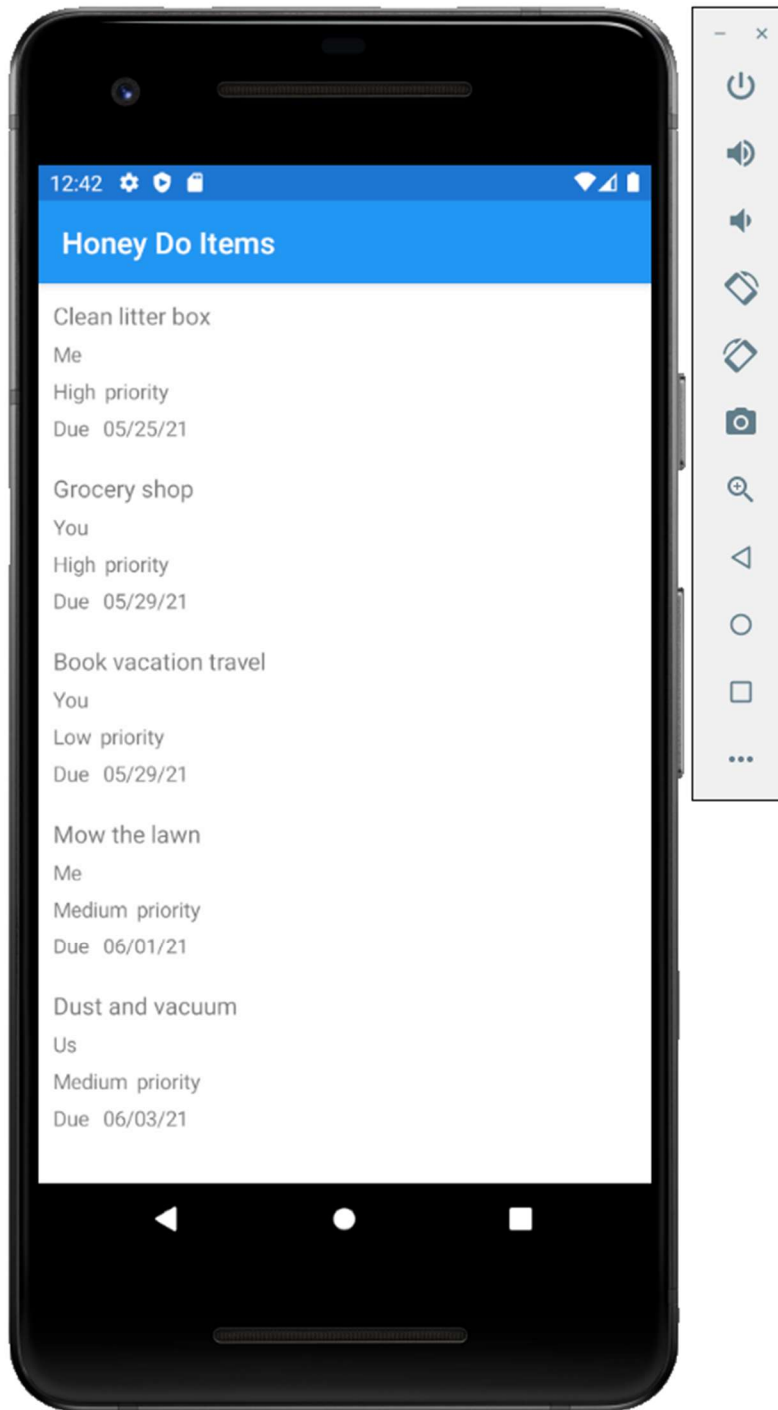 12:42
Honey Do Items
Clean litter box
Me
High priority
Due 05/25/21
Grocery shop
You
High priority
Due 05/29/21
Book vacation travel
You
Low priority
Due 05/29/21
Mow the lawn
Me
Medium priority
Due 06/01/21
Dust and vacuum
Us
Medium priority
Due 06/03/21